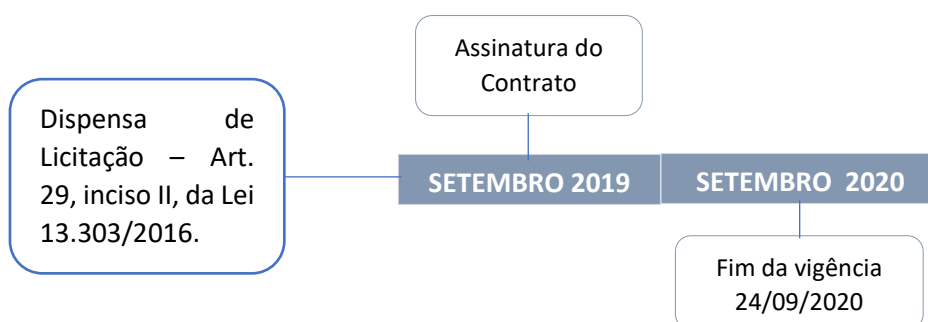 Assinatura do
Contrato
Dispensa de
Licitação – Art.
29, inciso II, da Lei
13.303/2016.
SETEMBRO 2019
SETEMBRO 2020
Fim da vigência
24/09/2020